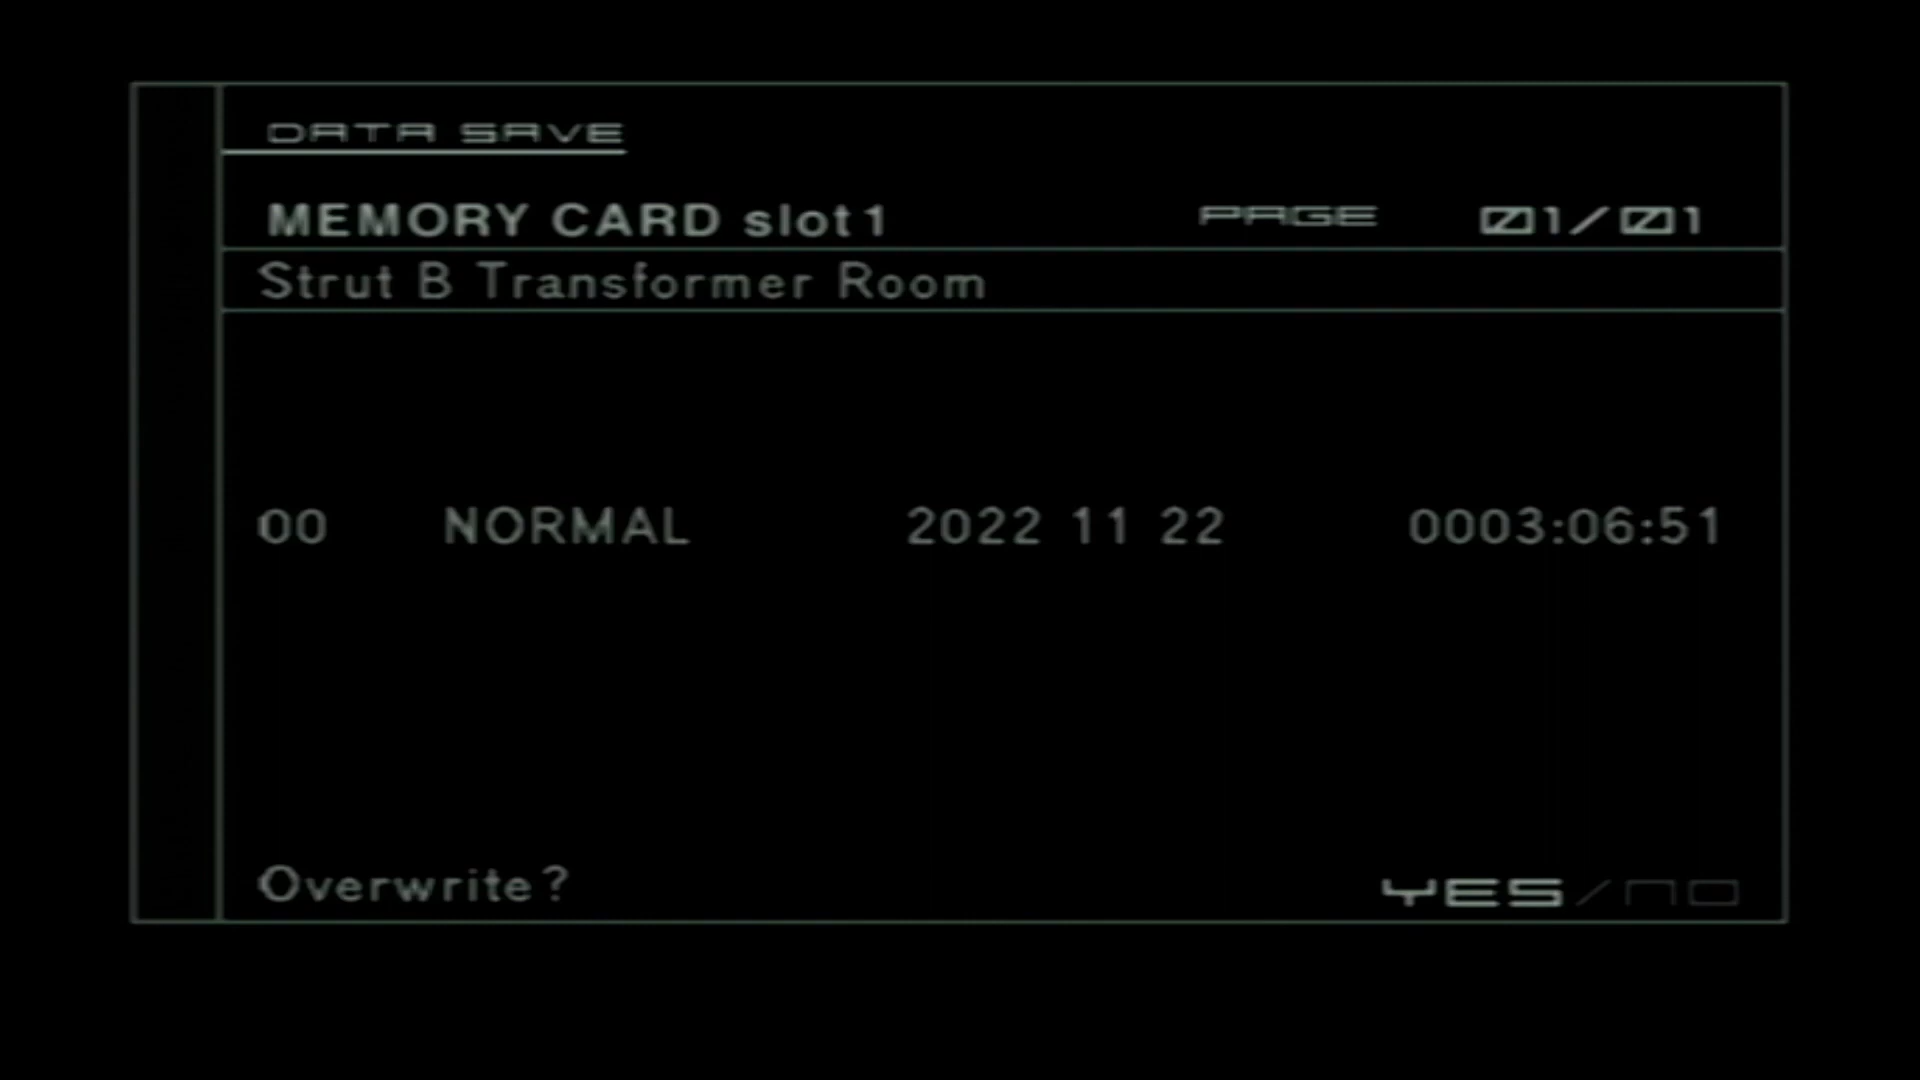 DATA SAVE
MEMORY CARD slot1 PAGE 01/01
Strut B Transformer Room
00 NORMAL 2022 11 22 0003:06:51
Overwrite? YES/NO